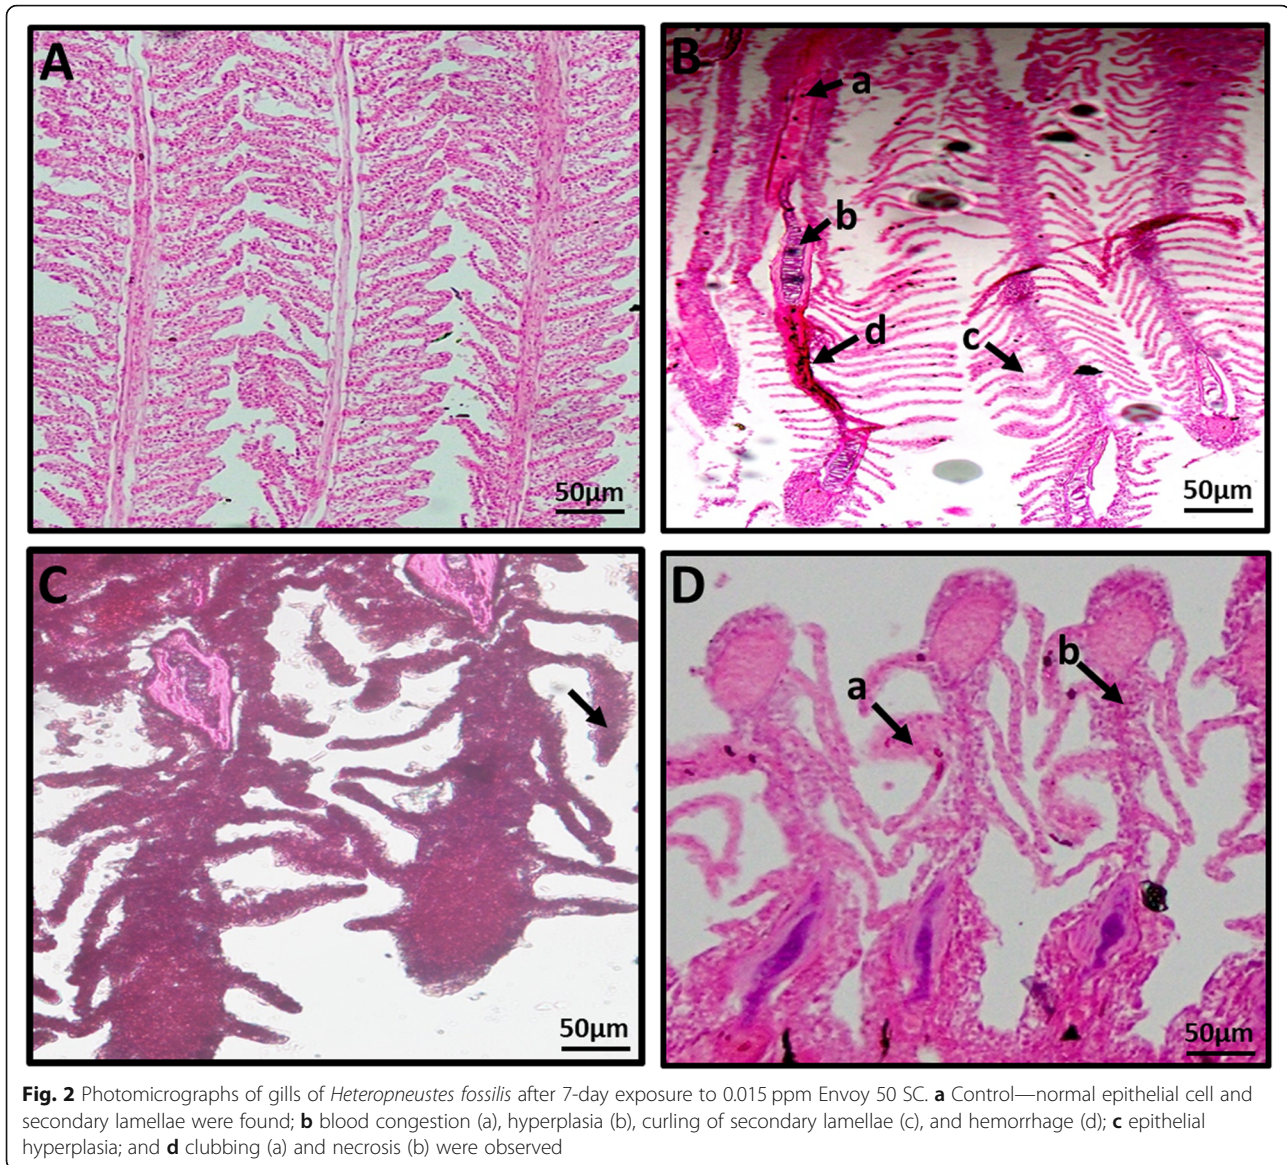 A
B
a
b
d
c
50μm
50μm
C
D
b
a
50μm
50μm
Fig. 2 Photomicrographs of gills of Heteropneustes fossilis after 7-day exposure to 0.015 ppm Envoy 50 SC. a Control—normal epithelial cell and
secondary lamellae were found; b blood congestion (a), hyperplasia (b), curling of secondary lamellae (c), and hemorrhage (d); c epithelial
hyperplasia; and d clubbing (a) and necrosis (b) were observed